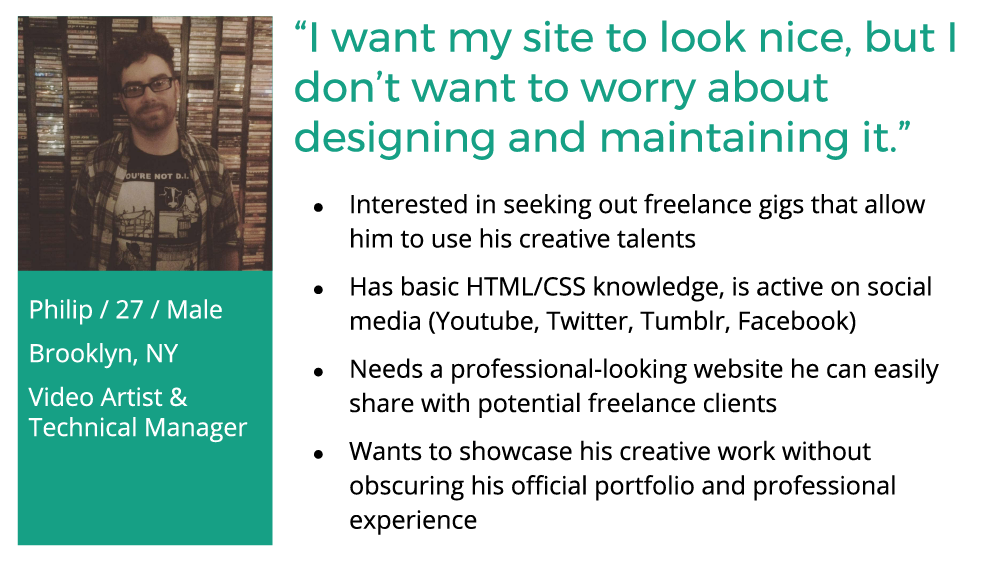 “I want my site to look nice, but I
don’t want to worry about
designing and maintaining it.”
YOU'RE NOT D.I.
Philip / 27 / Male
Brooklyn, NY
Video Artist &
Technical Manager
● Interested in seeking out freelance gigs that allow
him to use his creative talents
● Has basic HTML/CSS knowledge, is active on social
media (Youtube, Twitter, Tumblr, Facebook)
● Needs a professional-looking website he can easily
share with potential freelance clients
● Wants to showcase his creative work without
obscuring his official portfolio and professional
experience